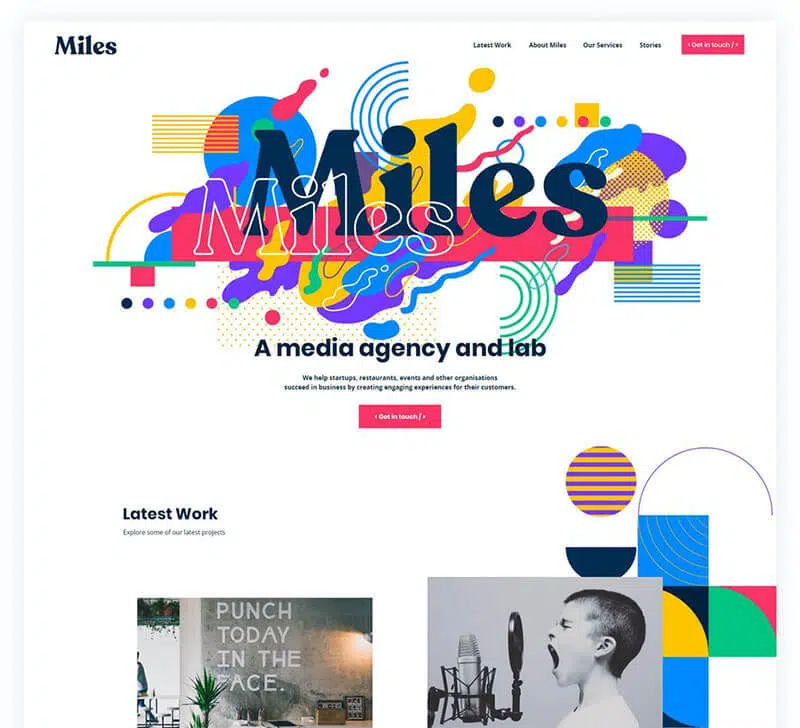 Miles
Latest Work
About Miles
Our Services
Stories
< Get in touch / >
Miles
Miles
A media agency and lab
We help startups, restaurants, events and other organisations
succeed in business by creating engaging experiences for their customers.
< Get in touch / >
Latest Work
Explore some of our latest projects
PUNCH
TODAY
IN THE
FACE.